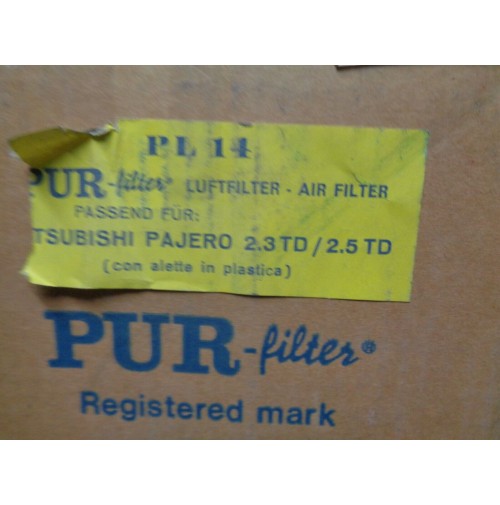 PL 14
PUR-filter® LUFTFILTER - AIR FILTER
PASSEND FÜR:
TSUBISHI PAJERO 2.3 TD / 2.5 TD
(con alette in plastica)
PUR-filter®
Registered mark